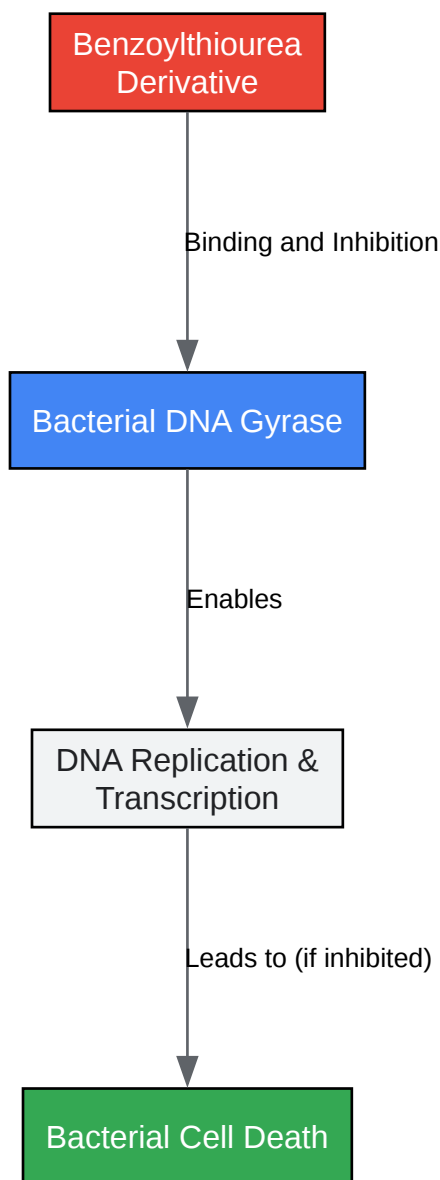 Benzoylthiourea
Derivative
Binding and Inhibition
Bacterial DNA Gyrase
Enables
DNA Replication &
Transcription
Leads to (if inhibited)
Bacterial Cell Death